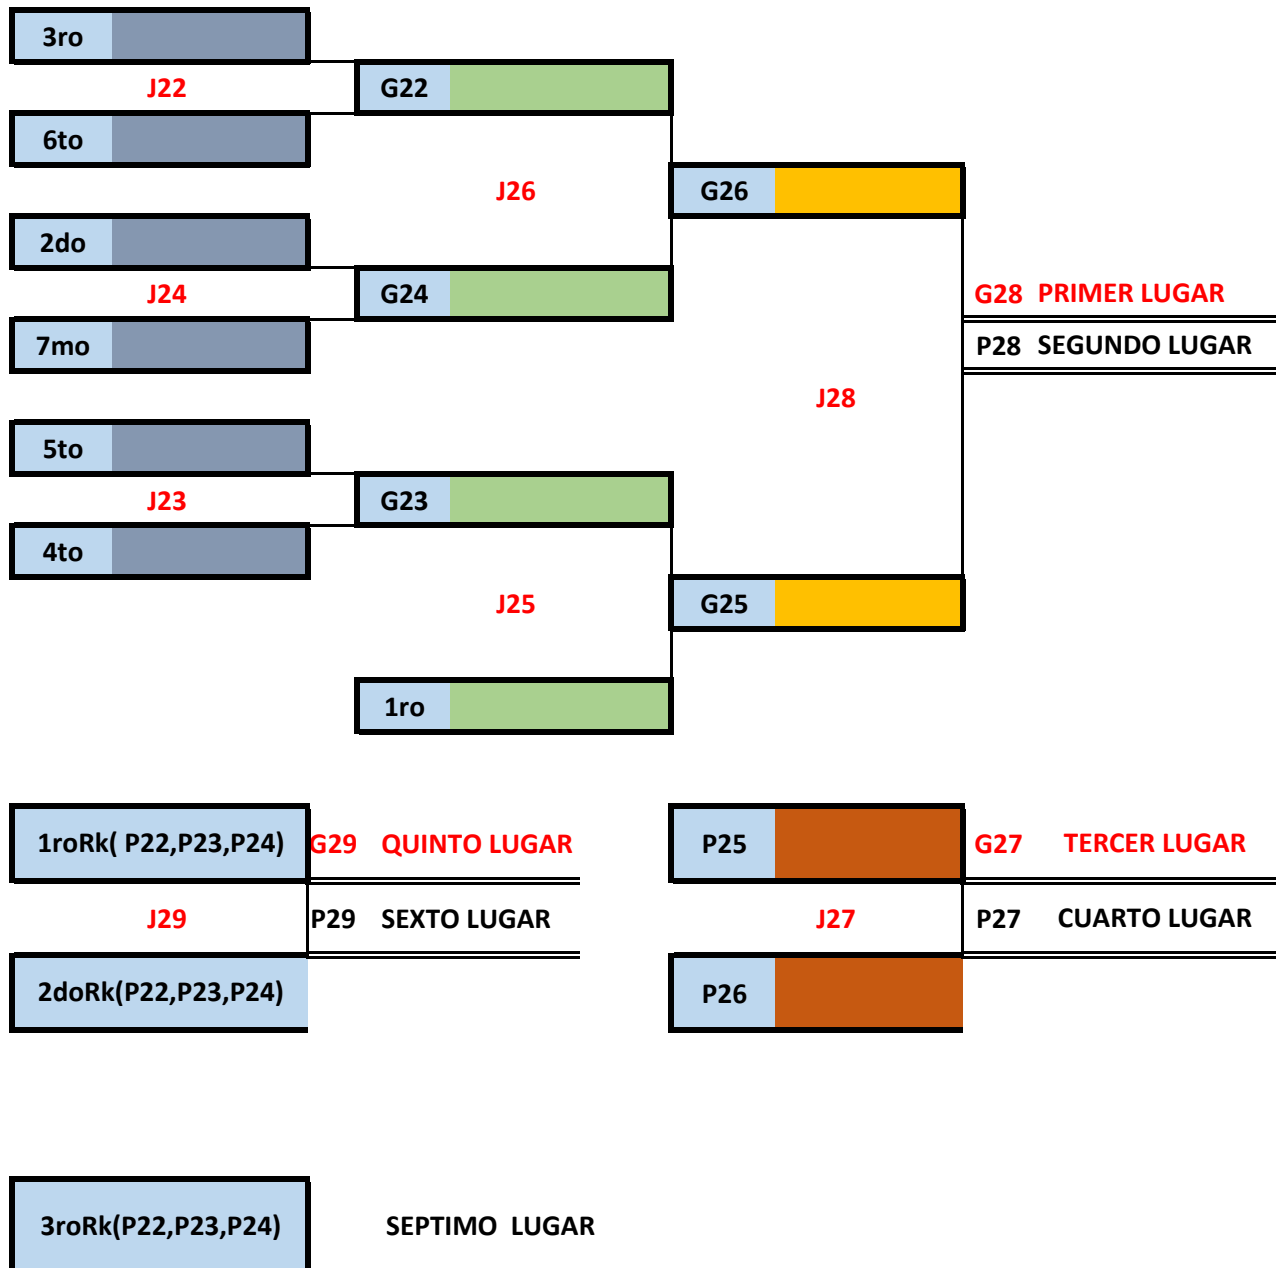 3ro
J22
G22
6to
J26
G26
2do
J24
G24
G28 PRIMER LUGAR
7mo
P28 SEGUNDO LUGAR
J28
5to
J23
G23
4to
J25
G25
1ro
1roRk( P22,P23,P24)
G29 QUINTO LUGAR
P25
G27 TERCER LUGAR
J29
P29 SEXTO LUGAR
J27
P27 CUARTO LUGAR
2doRk(P22,P23,P24)
P26
3roRk(P22,P23,P24)
SEPTIMO LUGAR